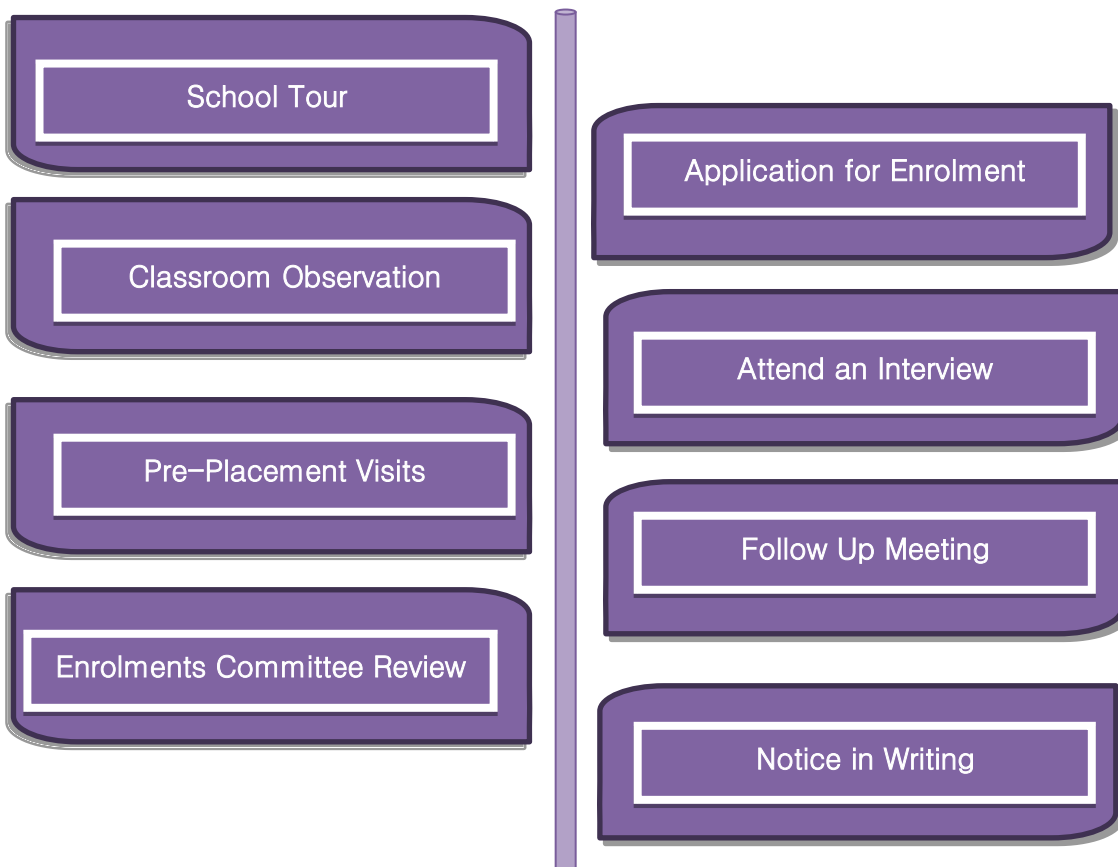 School Tour
Application for Enrolment
Classroom Observation
Attend an Interview
Pre-Placement Visits
Follow Up Meeting
Enrolments Committee Review
Notice in Writing